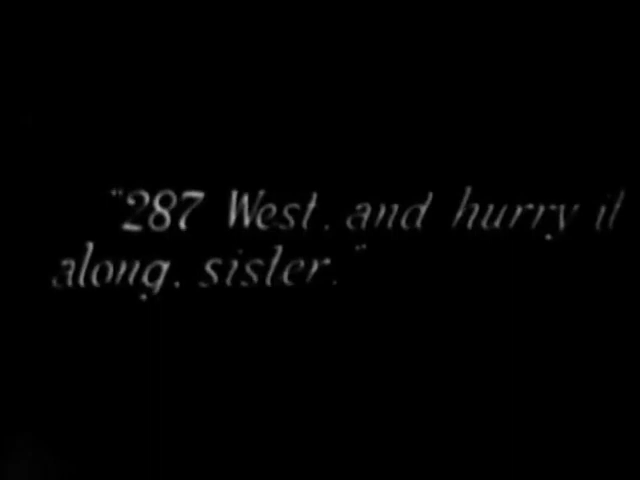 "287 West, and hurry it
along, sister."